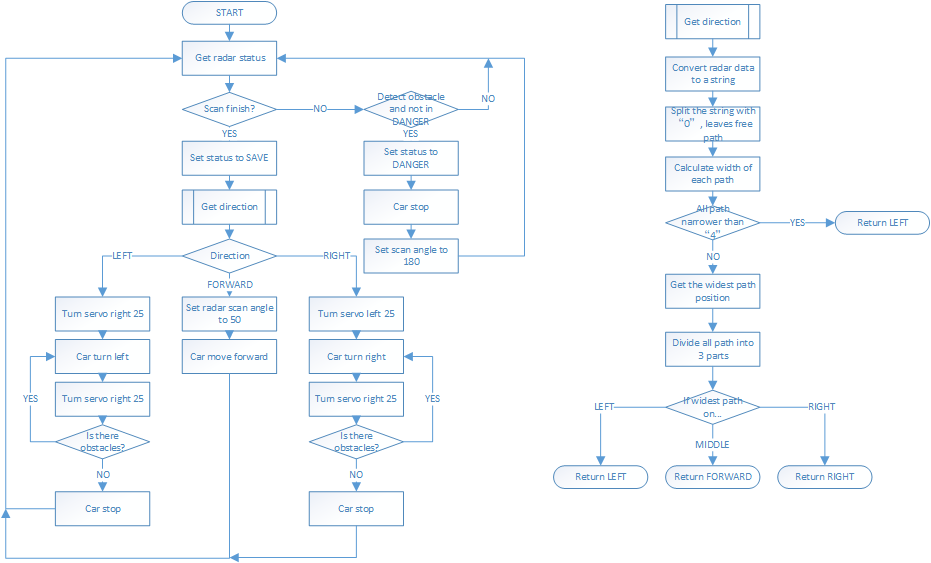 START
Get radar status
Scan finish?
NO
Detect obstacle
and not in
DANGER
NO
YES
YES
Set status to SAVE
Set status to
DANGER
Get direction
Car stop
Direction
Set scan angle to
180
LEFT
RIGHT
FORWARD
Turn servo right 25
Set radar scan angle
to 50
Turn servo left 25
Car turn left
Car move forward
Car turn right
YES
Turn servo right 25
Turn servo right 25
YES
Is there
obstacles?
Is there
obstacles?
NO
NO
Car stop
Car stop
Get direction
Convert radar data
to a string
Split the string with
“0” , leaves free
path
Calculate width of
each path
All path
narrower than
“4”
YES
Return LEFT
NO
Get the widest path
position
Divide all path into
3 parts
If widest path
on...
LEFT
RIGHT
MIDDLE
Return LEFT
Return FORWARD
Return RIGHT